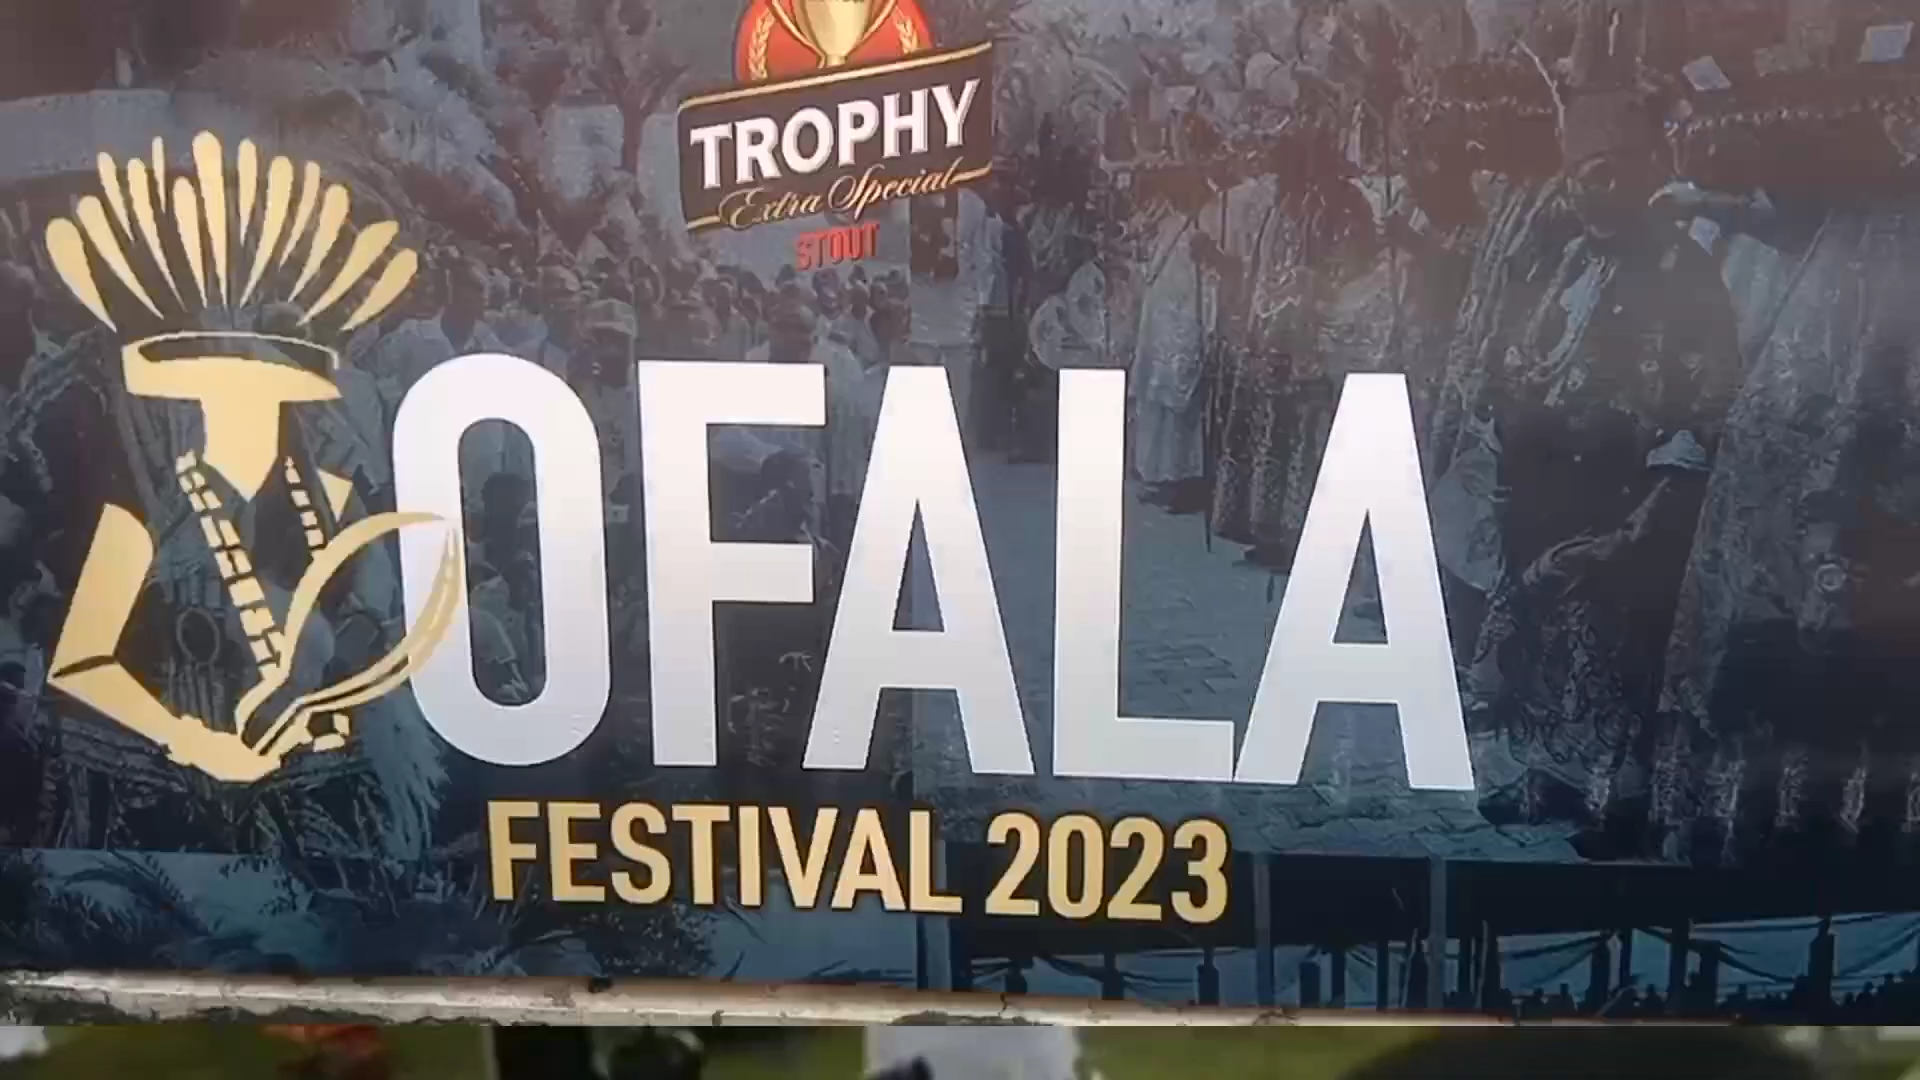 TROPHY
Extra Special
STOUT
OFALA
FESTIVAL 2023